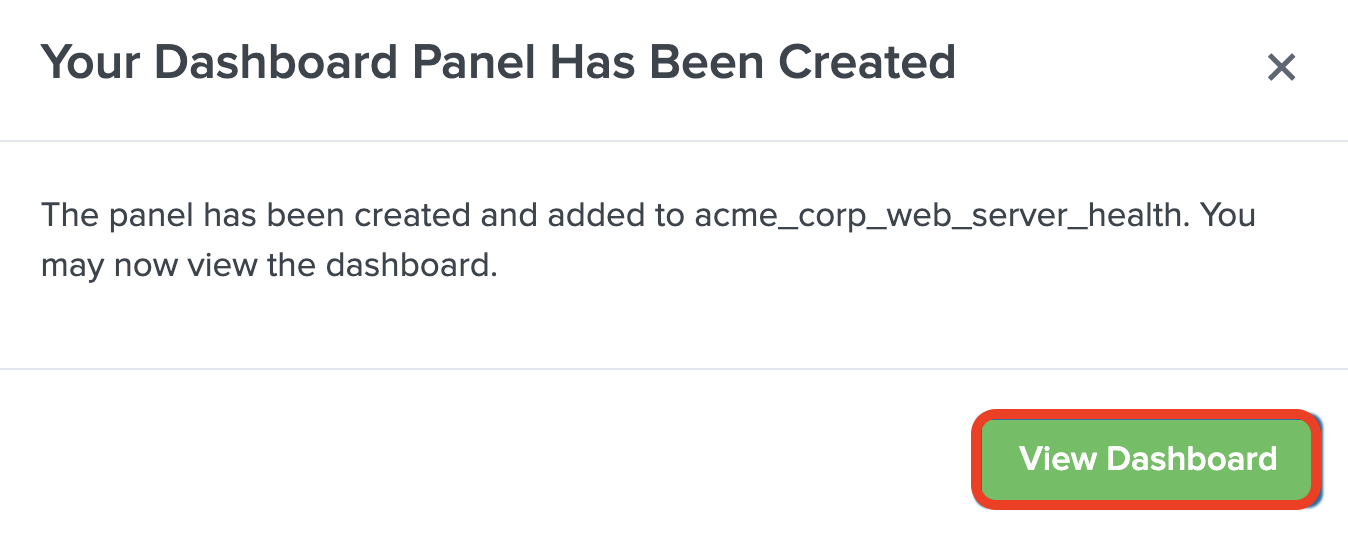 Your Dashboard Panel Has Been Created
The panel has been created and added to acme_corp_web_server_health. You
may now view the dashboard.
View Dashboard